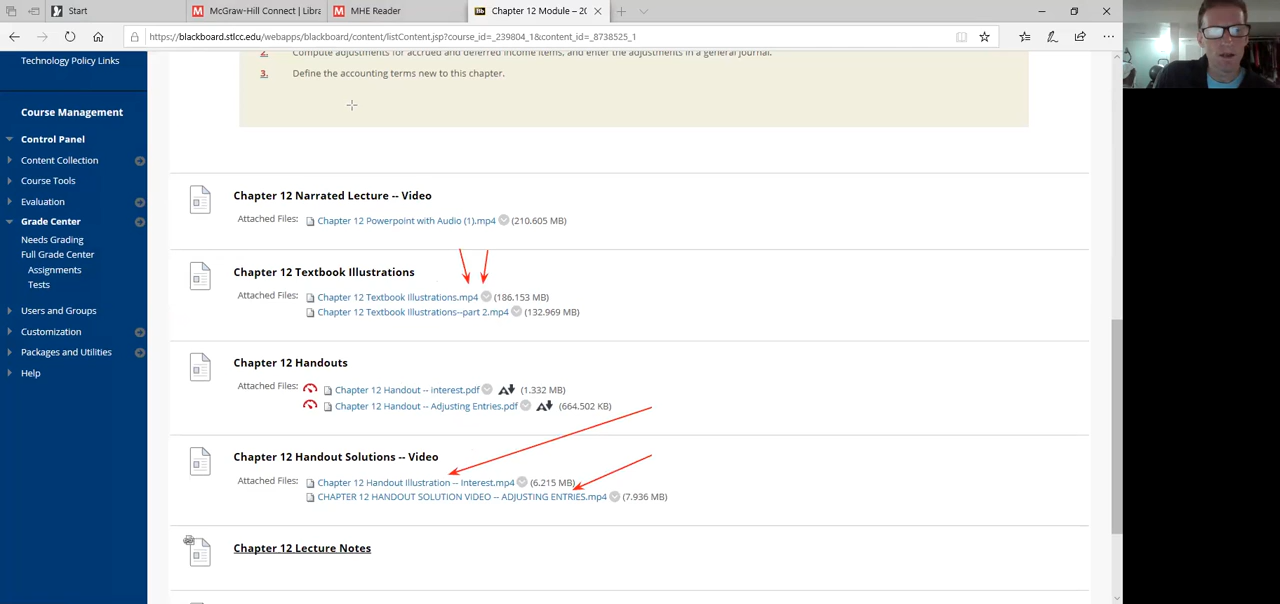 Start
McGraw-Hill Connect | Libra
MHE Reader
Chapter 12 Module – 20
https://blackboard.stlcc.edu/webapps/blackboard/content/listContent.jsp?course_id=_239804_1&content_id=_8738525_1
Technology Policy Links
Course Management
Control Panel
Content Collection
Course Tools
Evaluation
Grade Center
Needs Grading
Full Grade Center
Assignments
Tests
Users and Groups
Customization
Packages and Utilities
Help
2. Compute adjustments for accrued and deferred income items, and enter the adjustments in a general journal.
3. Define the accounting terms new to this chapter.
Chapter 12 Narrated Lecture -- Video
Attached Files: Chapter 12 Powerpoint with Audio (1).mp4 (210.605 MB)
Chapter 12 Textbook Illustrations
Attached Files: Chapter 12 Textbook Illustrations.mp4 (186.153 MB)
Chapter 12 Textbook Illustrations--part 2.mp4 (132.969 MB)
Chapter 12 Handouts
Attached Files: Chapter 12 Handout -- interest.pdf (1.332 MB)
Chapter 12 Handout -- Adjusting Entries.pdf (664.502 KB)
Chapter 12 Handout Solutions -- Video
Attached Files: Chapter 12 Handout Illustration -- Interest.mp4 (6.215 MB)
CHAPTER 12 HANDOUT SOLUTION VIDEO -- ADJUSTING ENTRIES.mp4 (7.936 MB)
Chapter 12 Lecture Notes